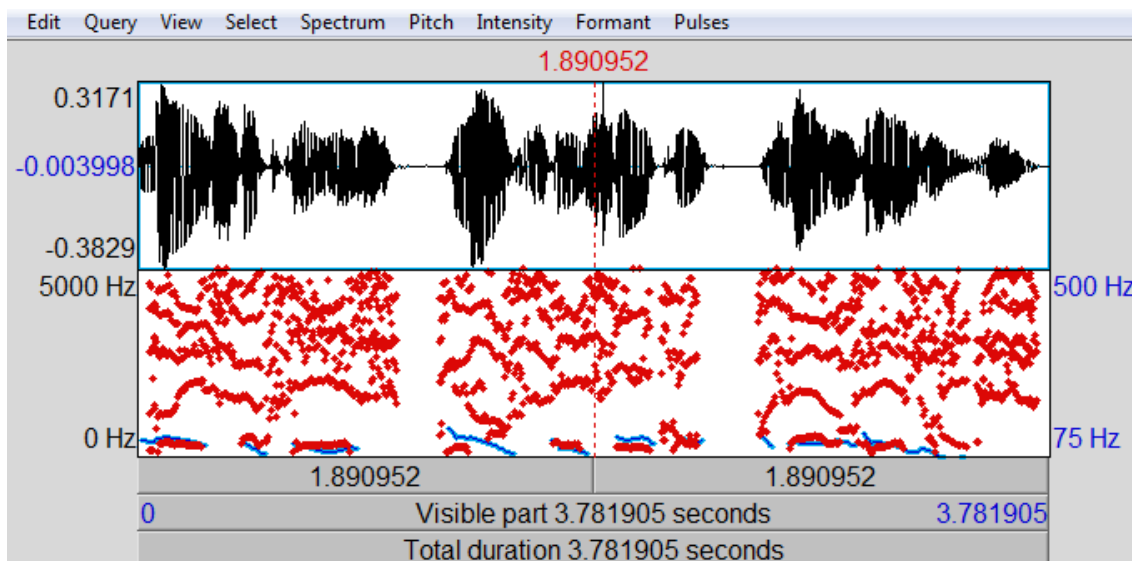 Edit Query View Select Spectrum Pitch Intensity Formant Pulses
1.890952
0.3171
-0.003998
-0.3829
5000 Hz 500 Hz
0 Hz 75 Hz
1.890952 1.890952
0 Visible part 3.781905 seconds 3.781905
Total duration 3.781905 seconds